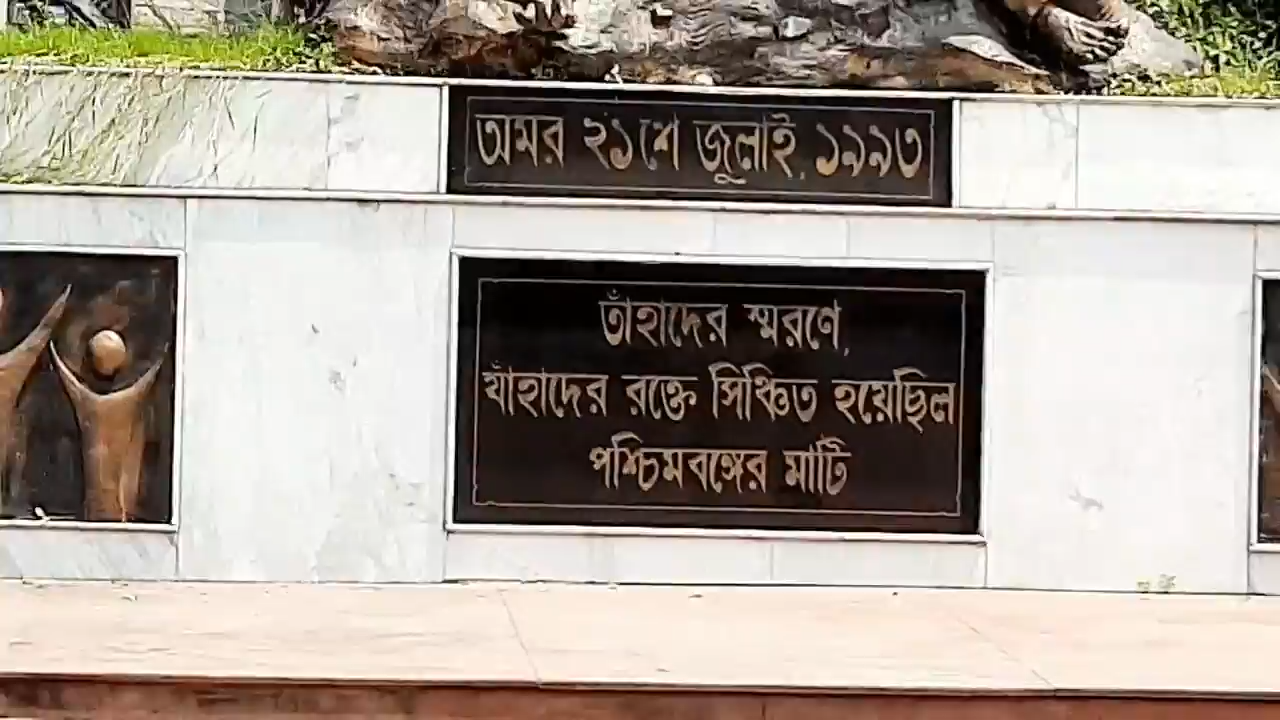 অমর ২১শে জুলাই, ১৯৯৩
তাঁহাদের স্মরণে,
যাঁহাদের রক্তে সিঞ্চিত হয়েছিল
পশ্চিমবঙ্গের মাটি